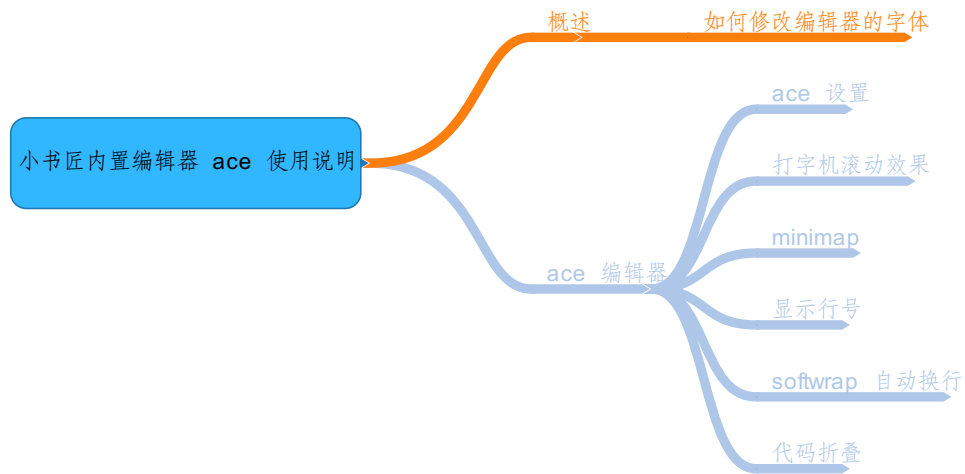 概述
如何修改编辑器的字体
小书匠内置编辑器 ace 使用说明
ace 编辑器
ace 设置
打字机滚动效果
minimap
显示行号
softwrap 自动换行
代码折叠